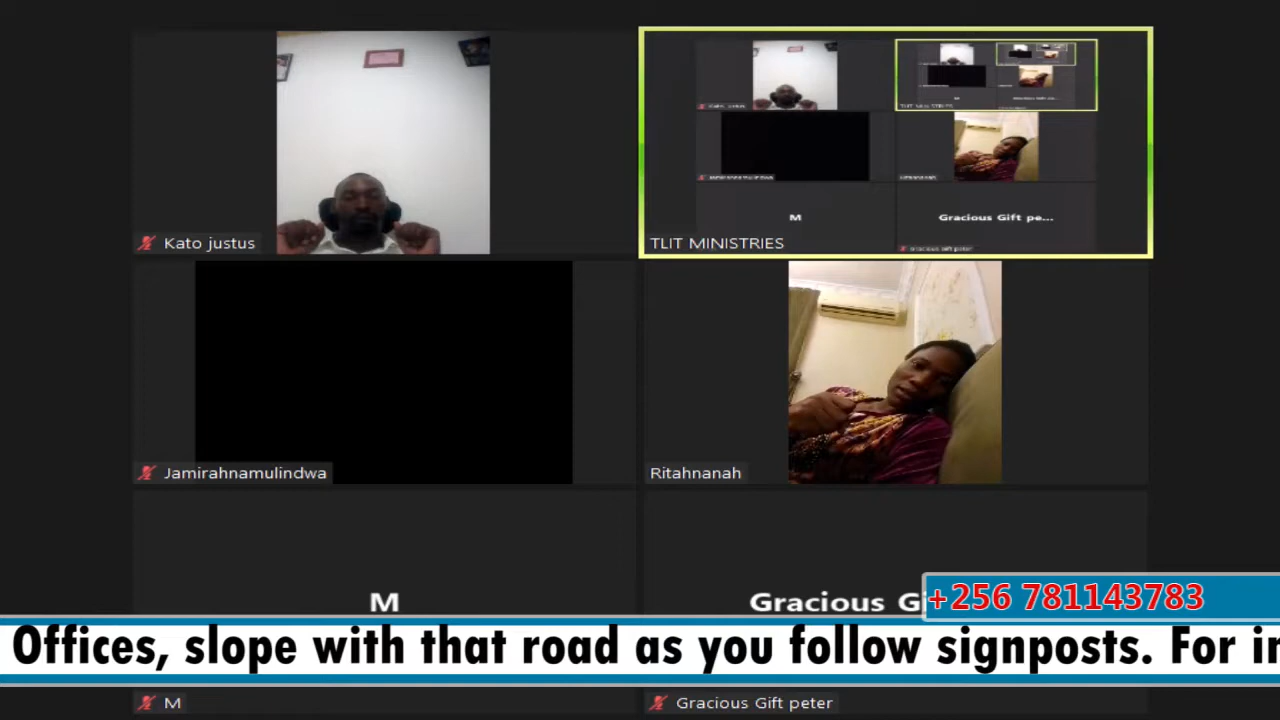 Gracious Gift pe...
M
Kato justus
TLIT MINISTRIES
Jamirahnamulindwa
Ritahnanah
M
Gracious Gi
+256 781143783
Offices, slope with that road as you follow signposts. For in
M
Gracious Gift peter